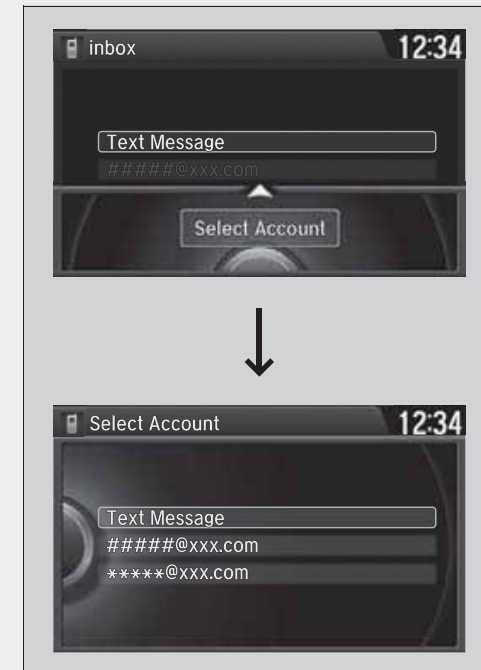 inbox 12:34
Text Message
#####@xxx.com
Select Account
Select Account 12:34
Text Message
#####@xxx.com
*****@xxx.com